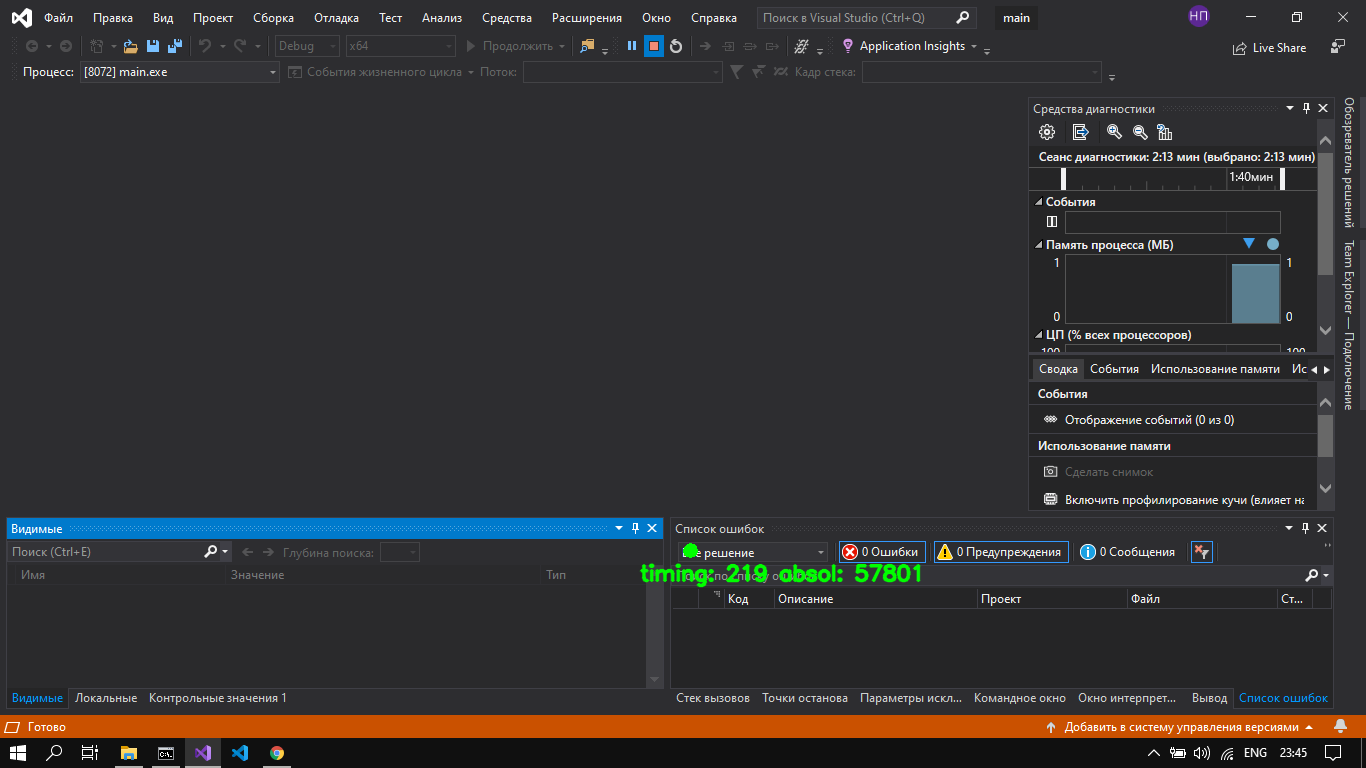 Файл Правка Вид Проект Сборка Отладка Тест Анализ Средства Расширения Окно Справка Поиск в Visual Studio (Ctrl+Q) main НП
Debug x64 Продолжить Application Insights Live Share
Процесс: [8072] main.exe События жизненного цикла Поток: Кадр стека:
Средства диагностики
Сеанс диагностики: 2:13 мин (выбрано: 2:13 мин)
1:40мин
События
Память процесса (МБ)
1 1
0 0
ЦП (% всех процессоров)
100 100
Сводка События Использование памяти Ис
События
Отображение событий (0 из 0)
Использование памяти
Сделать снимок
Включить профилирование кучи (влияет на
Обозреватель решений
Team Explorer — Подключение
Видимые
Поиск (Ctrl+E) Глубина поиска:
Имя Значение Тип
Видимые Локальные Контрольные значения 1
Список ошибок
решение 0 Ошибки 0 Предупреждения 0 Сообщения
timing: 219 absol: 57801
Код Описание Проект Файл Ст...
Стек вызовов Точки останова Параметры искл... Командное окно Окно интерпрет... Вывод Список ошибок
Готово Добавить в систему управления версиями
ENG 23:45